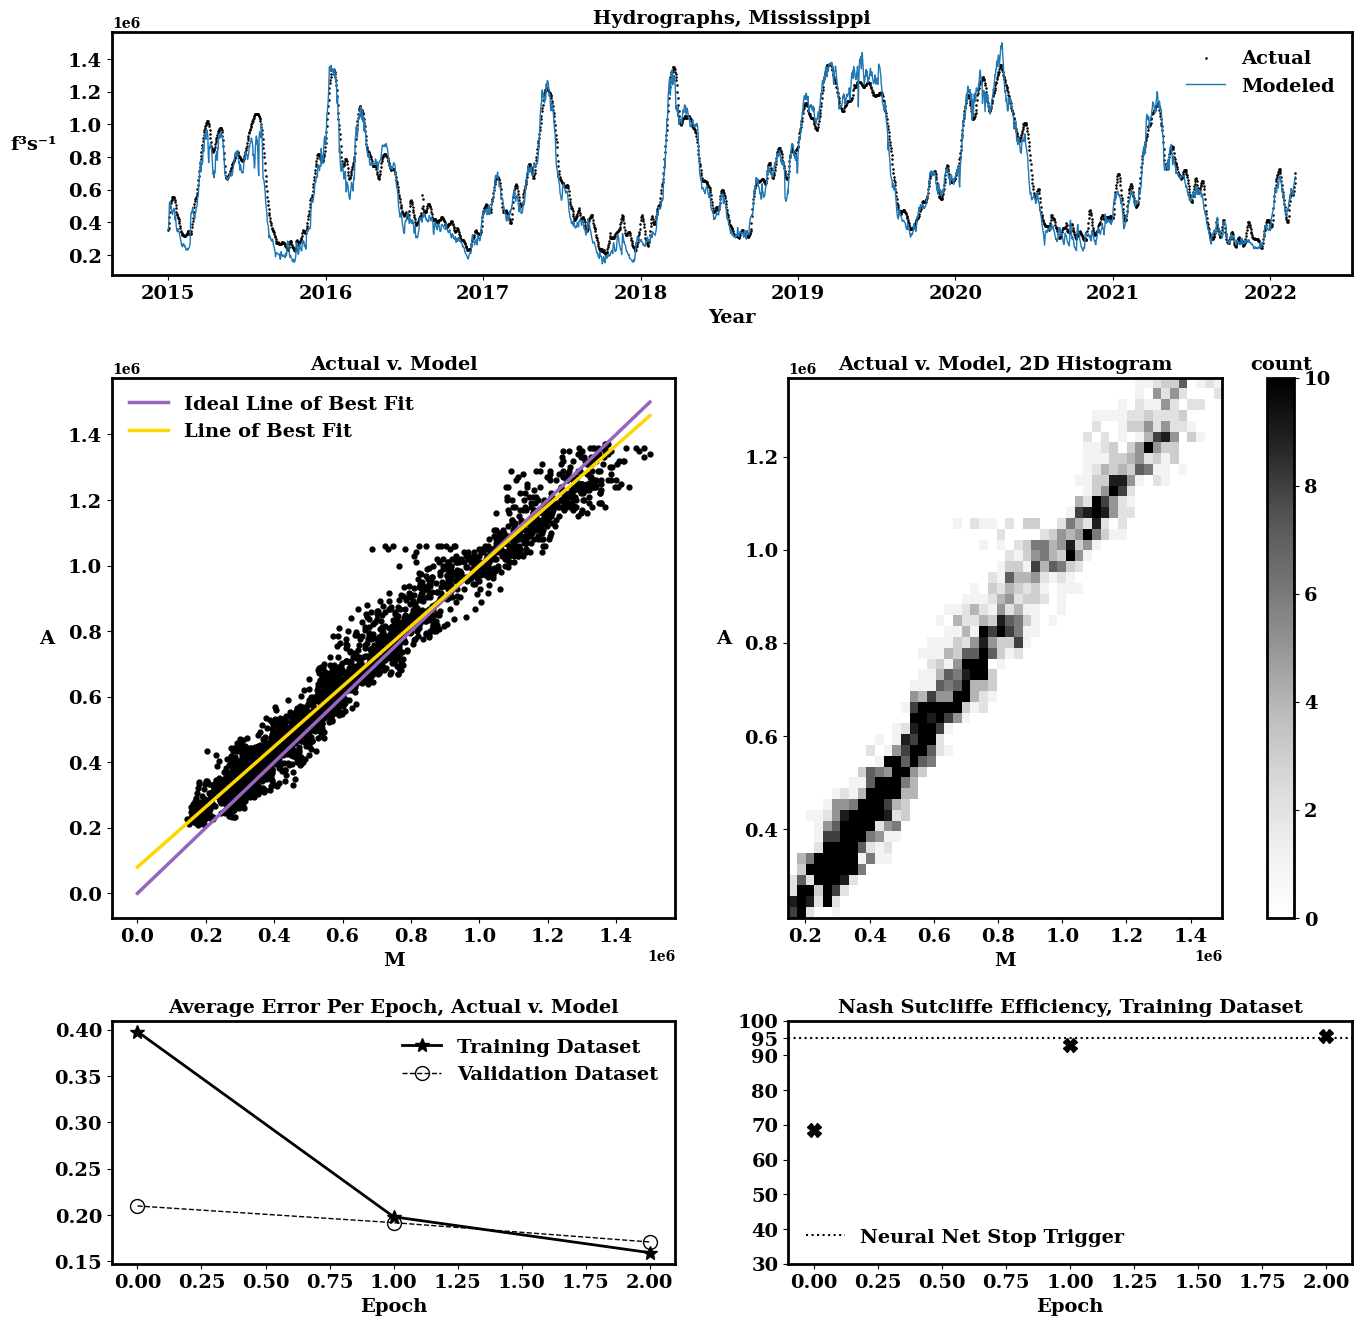 Hydrographs, Mississippi
1e6
1.4
1.2
1.0
0.8
0.6
0.4
0.2
f³s⁻¹
Actual
Modeled
2015 2016 2017 2018 2019 2020 2021 2022
Year
Actual v. Model
1e6
Ideal Line of Best Fit
Line of Best Fit
1.4
1.2
1.0
0.8
0.6
0.4
0.2
0.0
A
0.0 0.2 0.4 0.6 0.8 1.0 1.2 1.4
M
1e6
Actual v. Model, 2D Histogram
1e6
1.2
1.0
0.8
0.6
0.4
A
0.2 0.4 0.6 0.8 1.0 1.2 1.4
M
1e6
count
10
8
6
4
2
0
Average Error Per Epoch, Actual v. Model
0.40
0.35
0.30
0.25
0.20
0.15
Training Dataset
Validation Dataset
0.00 0.25 0.50 0.75 1.00 1.25 1.50 1.75 2.00
Epoch
Nash Sutcliffe Efficiency, Training Dataset
100
95
90
80
70
60
50
40
30
Neural Net Stop Trigger
0.00 0.25 0.50 0.75 1.00 1.25 1.50 1.75 2.00
Epoch